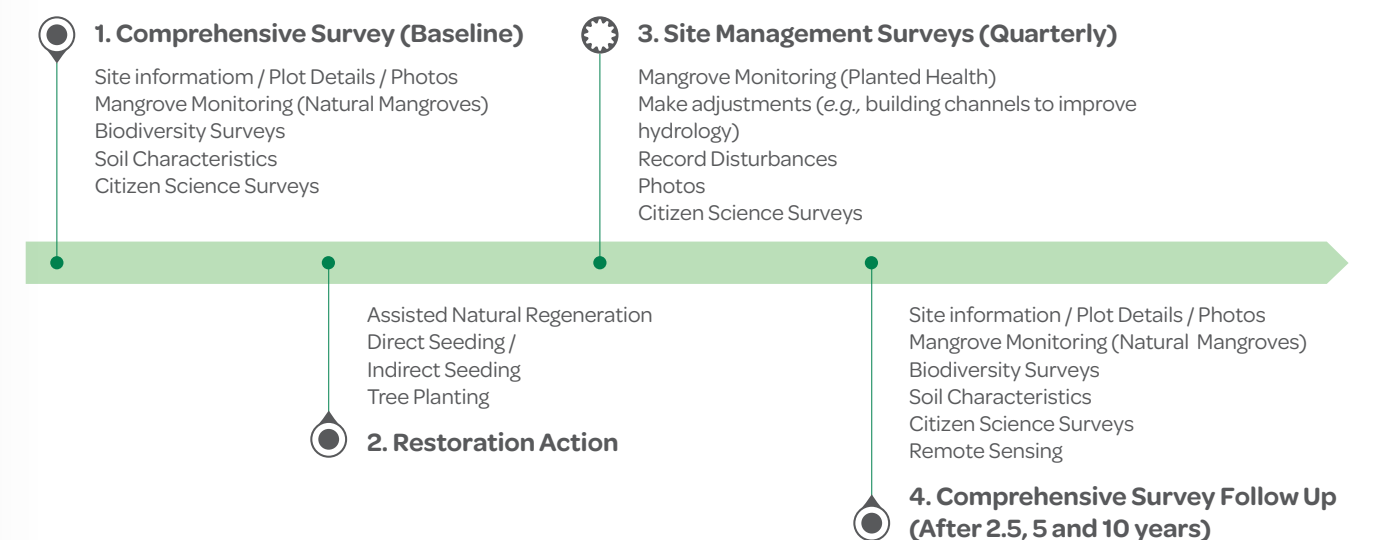 1. Comprehensive Survey (Baseline)
Site informatiom / Plot Details / Photos
Mangrove Monitoring (Natural Mangroves)
Biodiversity Surveys
Soil Characteristics
Citizen Science Surveys
Assisted Natural Regeneration
Direct Seeding /
Indirect Seeding
Tree Planting
2. Restoration Action
3. Site Management Surveys (Quarterly)
Mangrove Monitoring (Planted Health)
Make adjustments (e.g., building channels to improve
hydrology)
Record Disturbances
Photos
Citizen Science Surveys
Site information / Plot Details / Photos
Mangrove Monitoring (Natural Mangroves)
Biodiversity Surveys
Soil Characteristics
Citizen Science Surveys
Remote Sensing
4. Comprehensive Survey Follow Up
(After 2.5, 5 and 10 years)